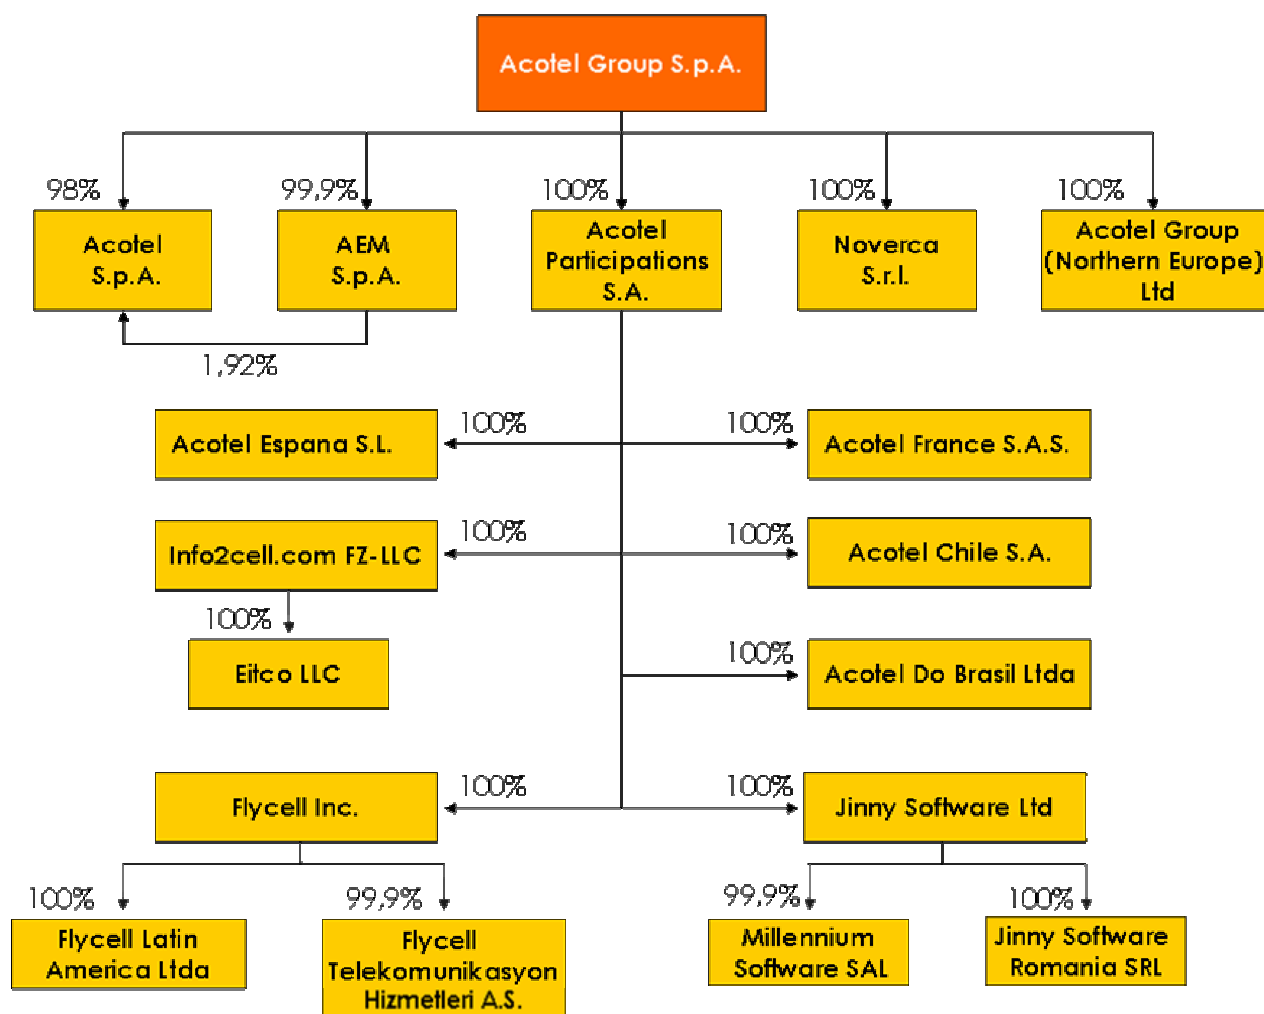 Acotel Group S.p.A.
98%
99,9%
100%
100%
100%
Acotel
S.p.A.
AEM
S.p.A.
Acotel
Participations
S.A.
Noverca
S.r.l.
Acotel Group
(Northern Europe)
Ltd
1,92%
100%
100%
Acotel Espana S.L.
Acotel France S.A.S.
100%
100%
Info2cell.com FZ-LLC
Acotel Chile S.A.
100%
Eitco LLC
100%
Acotel Do Brasil Ltda
100%
100%
Flycell Inc.
Jinny Software Ltd
100%
99,9%
99,9%
100%
Flycell Latin
America Ltda
Flycell
Telekomunikasyon
Hizmetleri A.S.
Millennium
Software SAL
Jinny Software
Romania SRL